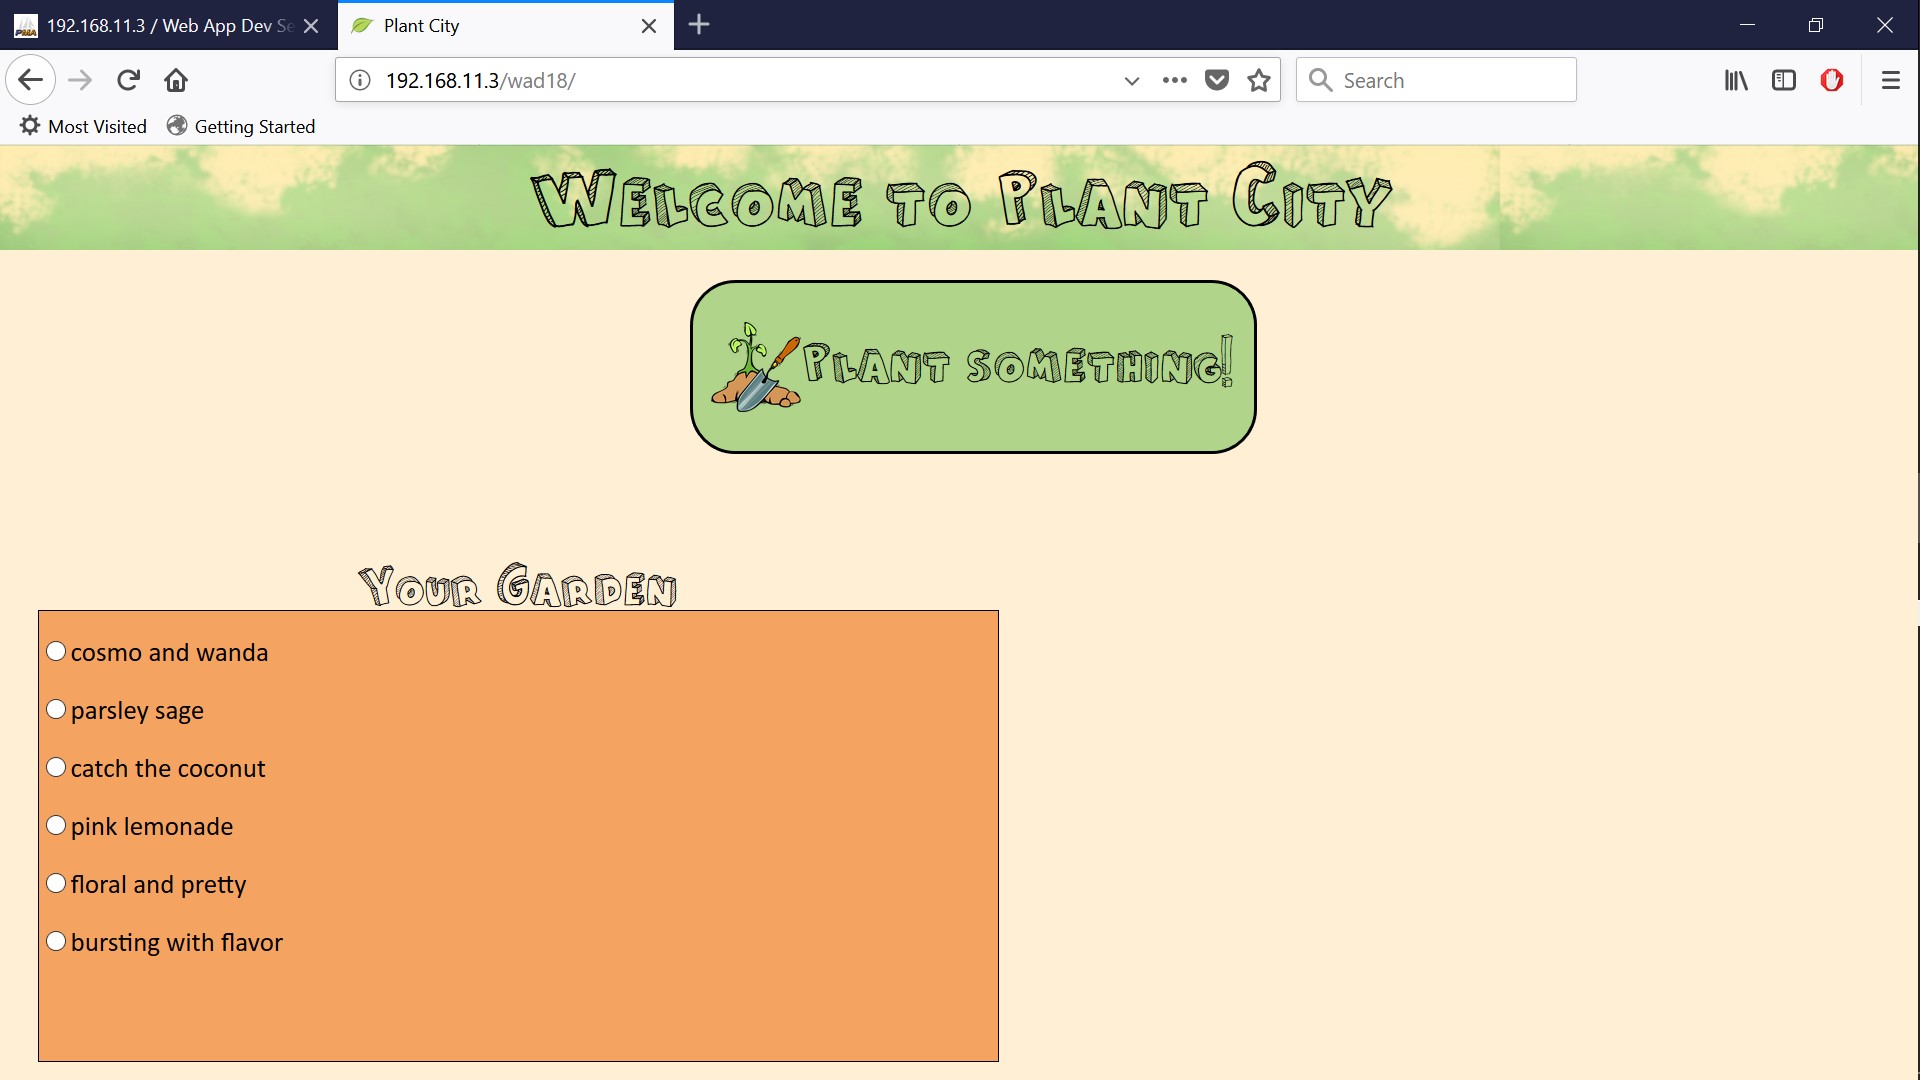 192.168.11.3 / Web App Dev Se
Plant City
192.168.11.3/wad18/
Search
Most Visited
Getting Started
Welcome to Plant City
Plant something!
Your Garden
cosmo and wanda
parsley sage
catch the coconut
pink lemonade
floral and pretty
bursting with flavor